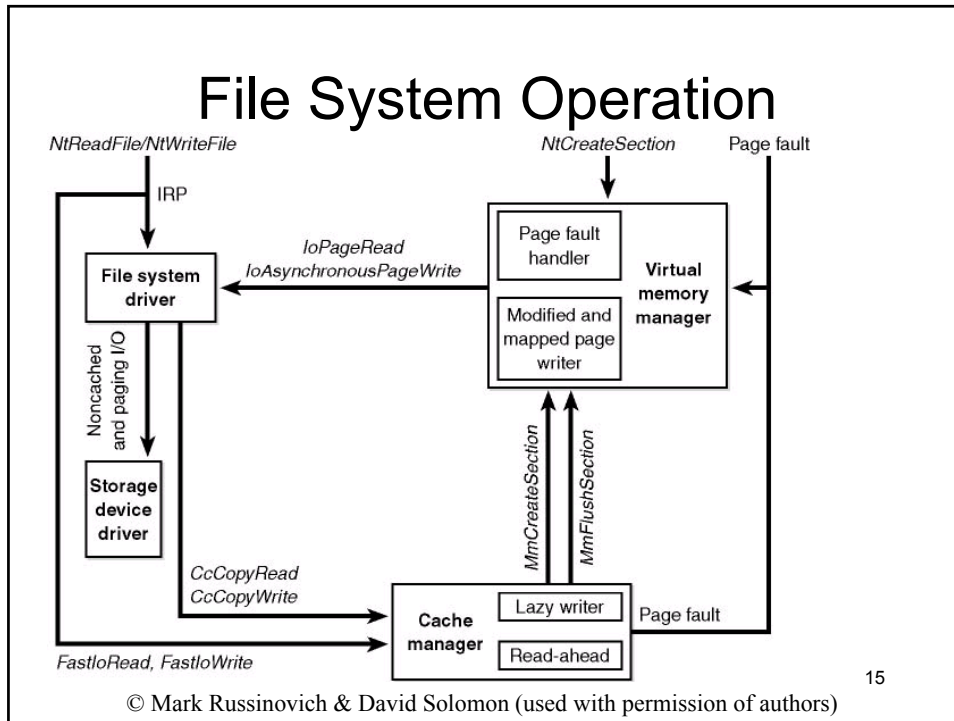 File System Operation
NtReadFile/NtWriteFile
NtCreateSection
Page fault
IRP
IoPageRead
IoAsynchronousPageWrite
File system
driver
Page fault
handler
Virtual
memory
manager
Modified and
mapped page
writer
Noncached
and paging I/O
Storage
device
driver
MmCreateSection
MmFlushSection
CcCopyRead
CcCopyWrite
Cache
manager
Lazy writer
Read-ahead
Page fault
FastIoRead, FastIoWrite
15
© Mark Russinovich & David Solomon (used with permission of authors)